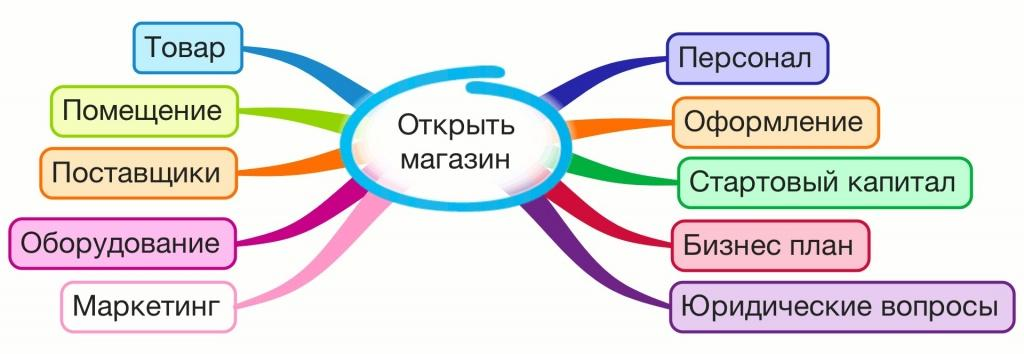 Товар
Помещение
Поставщики
Оборудование
Маркетинг
Открыть
магазин
Персонал
Оформление
Стартовый капитал
Бизнес план
Юридические вопросы